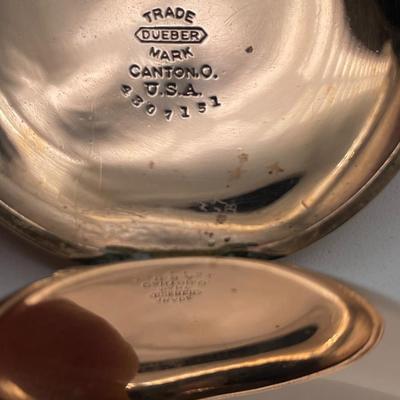 TRADE
DUEBER
MARK
CANTON.O.
U.S.A.
4807151